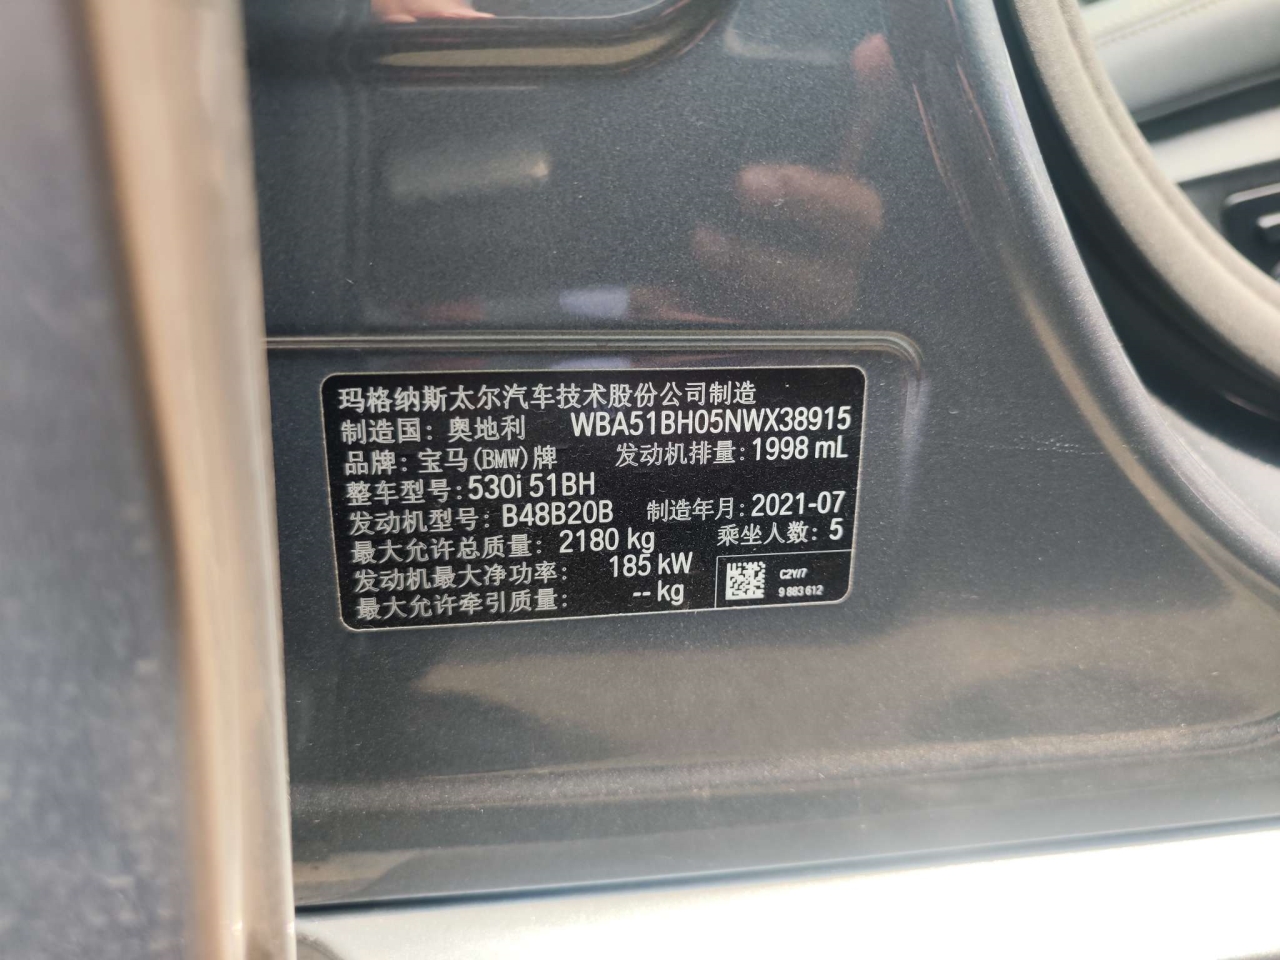 玛格纳斯太尔汽车技术股份公司制造
制造国：奥地利 WBA51BH05NWX38915
品牌：宝马(BMW)牌 发动机排量：1998 mL
整车型号：530i 51BH
发动机型号：B48B20B 制造年月：2021-07
最大允许总质量：2180 kg 乘坐人数：5
发动机最大净功率：185 kW
最大允许牵引质量：-- kg
C2Y/7
9 883 612